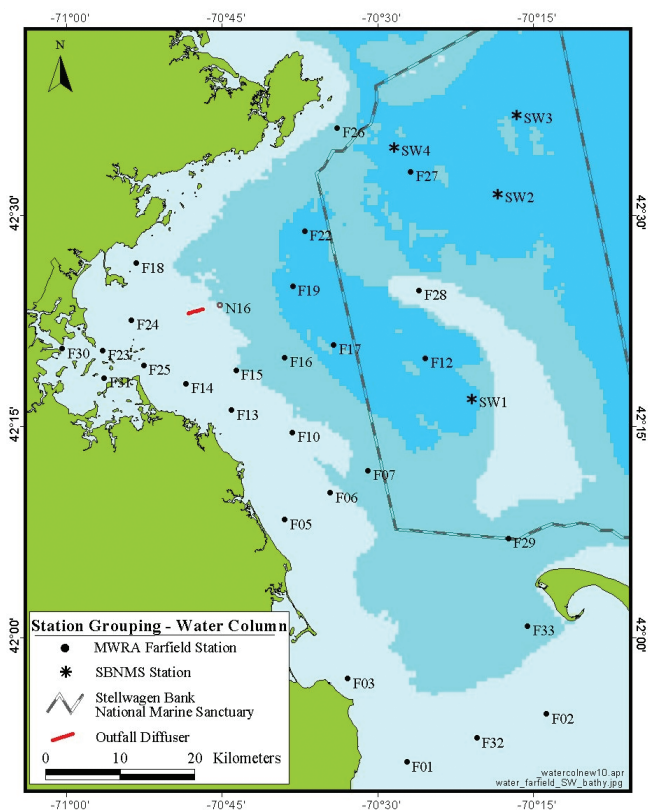 -71°00' -70°45' -70°30' -70°15'
N
F26
SW3
SW4
F27
SW2
42°30' 42°30'
F22
F18
F19
F28
N16
F24
F30
F23
F17
F16
F12
F25
F31
F15
F14
SW1
F13
42°15' 42°15'
F10
F07
F06
F05
F29
Station Grouping - Water Column
MWRA Farfield Station
SBNMS Station
Stellwagen Bank
National Marine Sanctuary
Outfall Diffuser
0 10 20 Kilometers
F33
42°00' 42°00'
F03
F02
F32
F01
_watercolnew10.apr
water_farfield_SW_bathy.jpg
-71°00' -70°45' -70°30' -70°15'